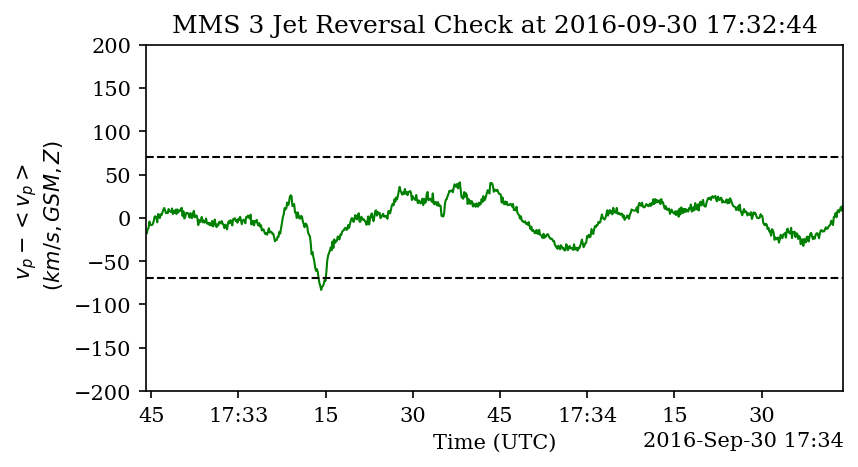 MMS 3 Jet Reversal Check at 2016-09-30 17:32:44
200
150
100
50
0
−50
−100
−150
−200
v_p − < v_p >
(km/s, GSM, Z)
45 17:33 15 30 45 17:34 15 30
Time (UTC)
2016-Sep-30 17:34